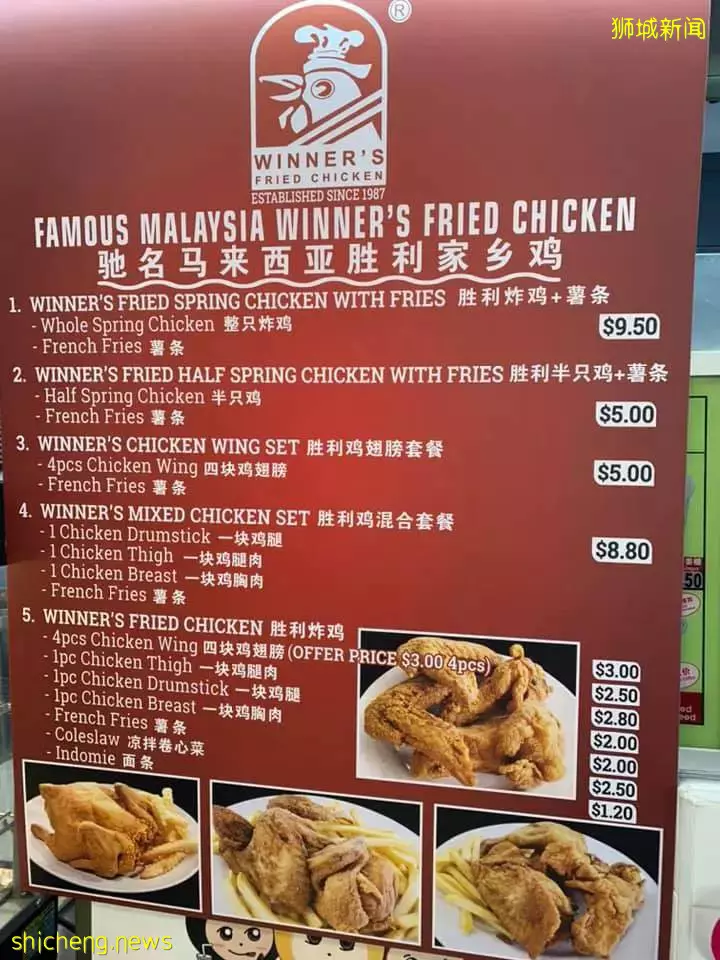 狮城新闻
®
WINNER'S
FRIED CHICKEN
ESTABLISHED SINCE 1987
FAMOUS MALAYSIA WINNER'S FRIED CHICKEN
驰名马来西亚胜利家乡鸡
1. WINNER'S FRIED SPRING CHICKEN WITH FRIES 胜利炸鸡+薯条
- Whole Spring Chicken 整只炸鸡
$9.50
- French Fries 薯条
2. WINNER'S FRIED HALF SPRING CHICKEN WITH FRIES 胜利半只鸡+薯条
- Half Spring Chicken 半只鸡
- French Fries 薯条
$5.00
3. WINNER'S CHICKEN WING SET 胜利鸡翅膀套餐
- 4pcs Chicken Wing 四块鸡翅膀
$5.00
- French Fries 薯条
4. WINNER'S MIXED CHICKEN SET 胜利鸡混合套餐
- 1 Chicken Drumstick 一块鸡腿
- 1 Chicken Thigh 一块鸡腿肉
$8.80
- 1 Chicken Breast 一块鸡胸肉
- French Fries 薯条
5. WINNER'S FRIED CHICKEN 胜利炸鸡
- 4pcs Chicken Wing 四块鸡翅膀 (OFFER PRICE $3.00 4pcs)
$3.00
- 1pc Chicken Thigh 一块鸡腿肉
$2.50
- 1pc Chicken Drumstick 一块鸡腿
$2.80
- 1pc Chicken Breast 一块鸡胸肉
$2.00
- French Fries 薯条
$2.00
- Coleslaw 凉拌卷心菜
$2.50
- Indomie 面条
$1.20
50
shicheng.news